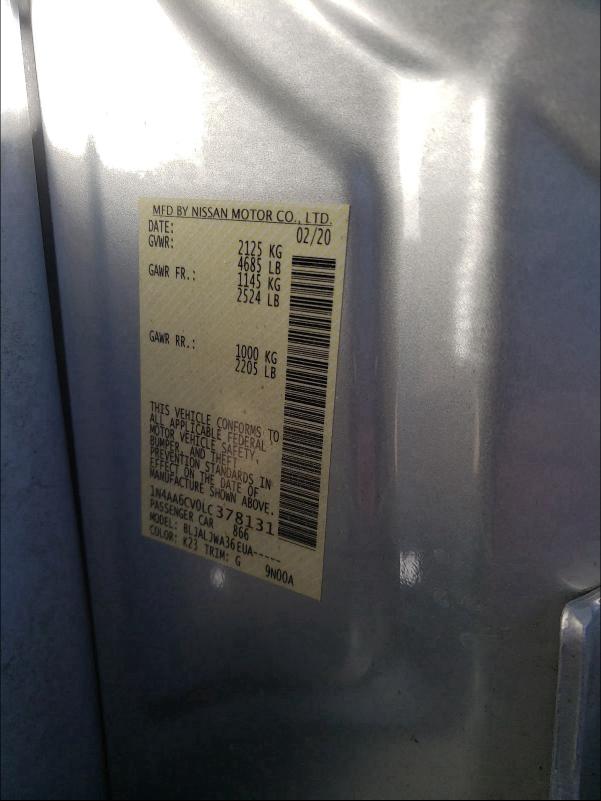 MFD BY NISSAN MOTOR CO., LTD.
DATE: 02/20
GVWR: 2125 KG
4685 LB
GAWR FR.: 1145 KG
2524 LB
GAWR RR.: 1000 KG
2205 LB
THIS VEHICLE CONFORMS TO
ALL APPLICABLE FEDERAL
MOTOR VEHICLE SAFETY,
BUMPER, AND THEFT
PREVENTION STANDARDS IN
EFFECT ON THE DATE OF
MANUFACTURE SHOWN ABOVE.
1N4AA6CV0LC378131
PASSENGER CAR 866
MODEL: BLJALJWA36EUA-----
COLOR: K23 TRIM: G 9N00A